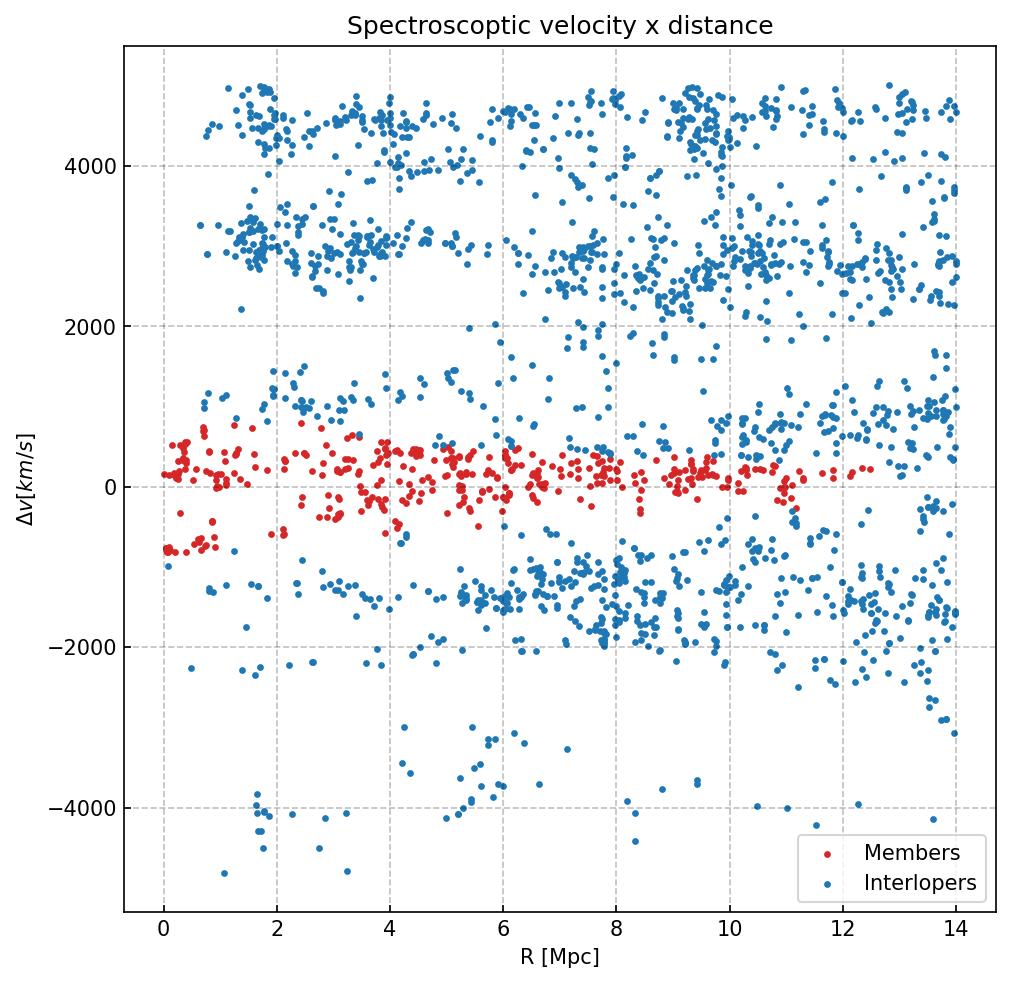 Spectroscoptic velocity x distance
4000
2000
0
−2000
−4000
Δv[km/s]
0 2 4 6 8 10 12 14
R [Mpc]
Members
Interlopers